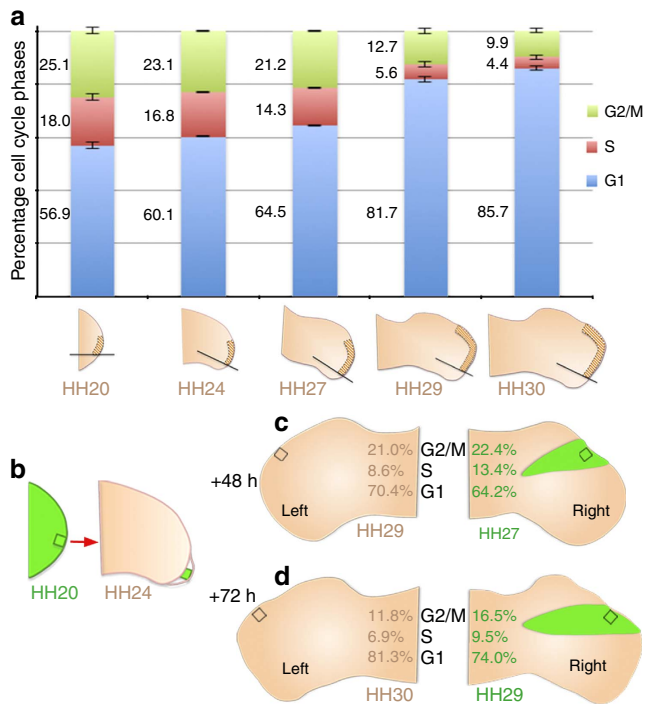 a
Percentage cell cycle phases
25.1 23.1 21.2 12.7 9.9
18.0 16.8 14.3 5.6 4.4
56.9 60.1 64.5 81.7 85.7
G2/M
S
G1
HH20 HH24 HH27 HH29 HH30
b
HH20 HH24
c
+48 h
21.0% G2/M 22.4%
8.6% S 13.4%
70.4% G1 64.2%
Left Right
HH29 HH27
d
+72 h
11.8% G2/M 16.5%
6.9% S 9.5%
81.3% G1 74.0%
Left Right
HH30 HH29